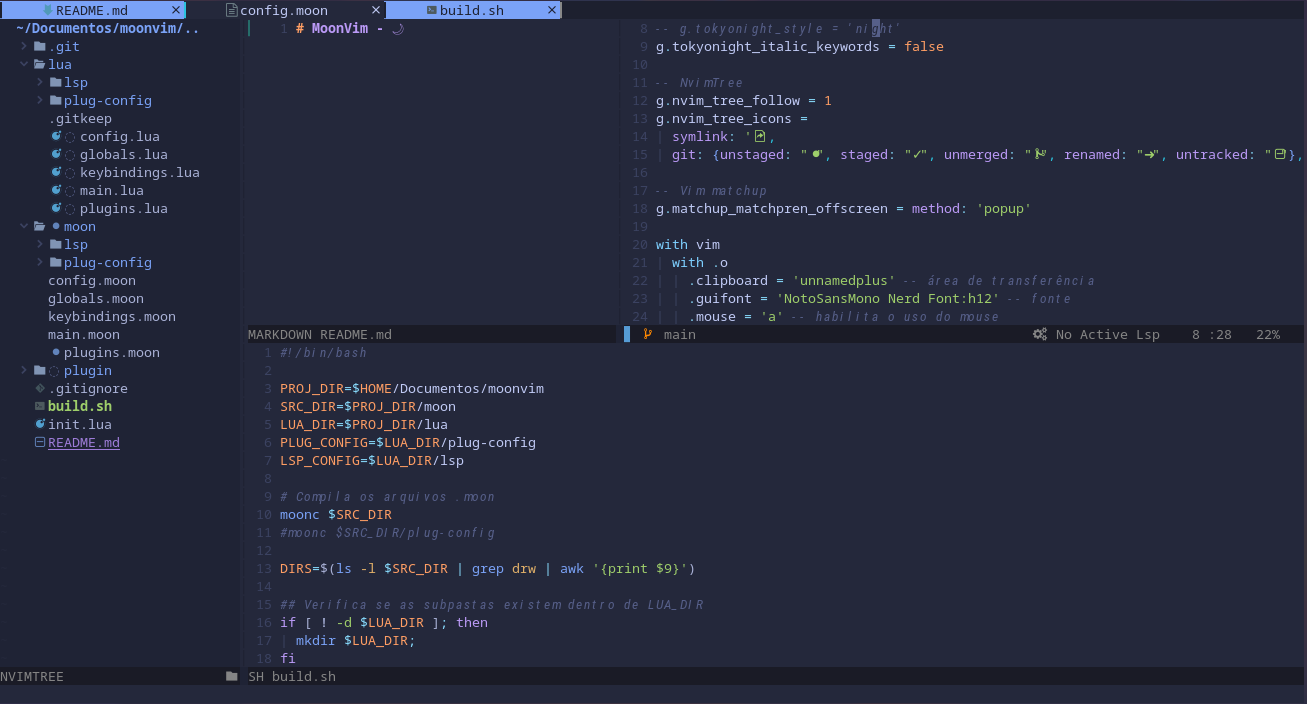 README.md ×
config.moon ×
build.sh ×
~/Documentos/moonvim/..
.git
lua
lsp
plug-config
.gitkeep
config.lua
globals.lua
keybindings.lua
main.lua
plugins.lua
moon
lsp
plug-config
config.moon
globals.moon
keybindings.moon
main.moon
plugins.moon
plugin
.gitignore
build.sh
init.lua
README.md
NVIMTREE
1 # MoonVim - 🌙
MARKDOWN README.md
8 -- g.tokyonight_style = 'night'
9 g.tokyonight_italic_keywords = false
10
11 -- NvimTree
12 g.nvim_tree_follow = 1
13 g.nvim_tree_icons =
14 symlink: '',
15 git: {unstaged: "●", staged: "✓", unmerged: "", renamed: "➜", untracked: ""},
16
17 -- Vim matchup
18 g.matchup_matchpren_offscreen = method: 'popup'
19
20 with vim
21 with .o
22 .clipboard = 'unnamedplus' -- área de transferência
23 .guifont = 'NotoSansMono Nerd Font:h12' -- fonte
24 .mouse = 'a' -- habilita o uso do mouse
main No Active Lsp 8 :28 22%
1 #!/bin/bash
2
3 PROJ_DIR=$HOME/Documentos/moonvim
4 SRC_DIR=$PROJ_DIR/moon
5 LUA_DIR=$PROJ_DIR/lua
6 PLUG_CONFIG=$LUA_DIR/plug-config
7 LSP_CONFIG=$LUA_DIR/lsp
8
9 # Compila os arquivos .moon
10 moonc $SRC_DIR
11 #moonc $SRC_DIR/plug-config
12
13 DIRS=$(ls -l $SRC_DIR | grep drw | awk '{print $9}')
14
15 ## Verifica se as subpastas existem dentro de LUA_DIR
16 if [ ! -d $LUA_DIR ]; then
17 mkdir $LUA_DIR;
18 fi
SH build.sh